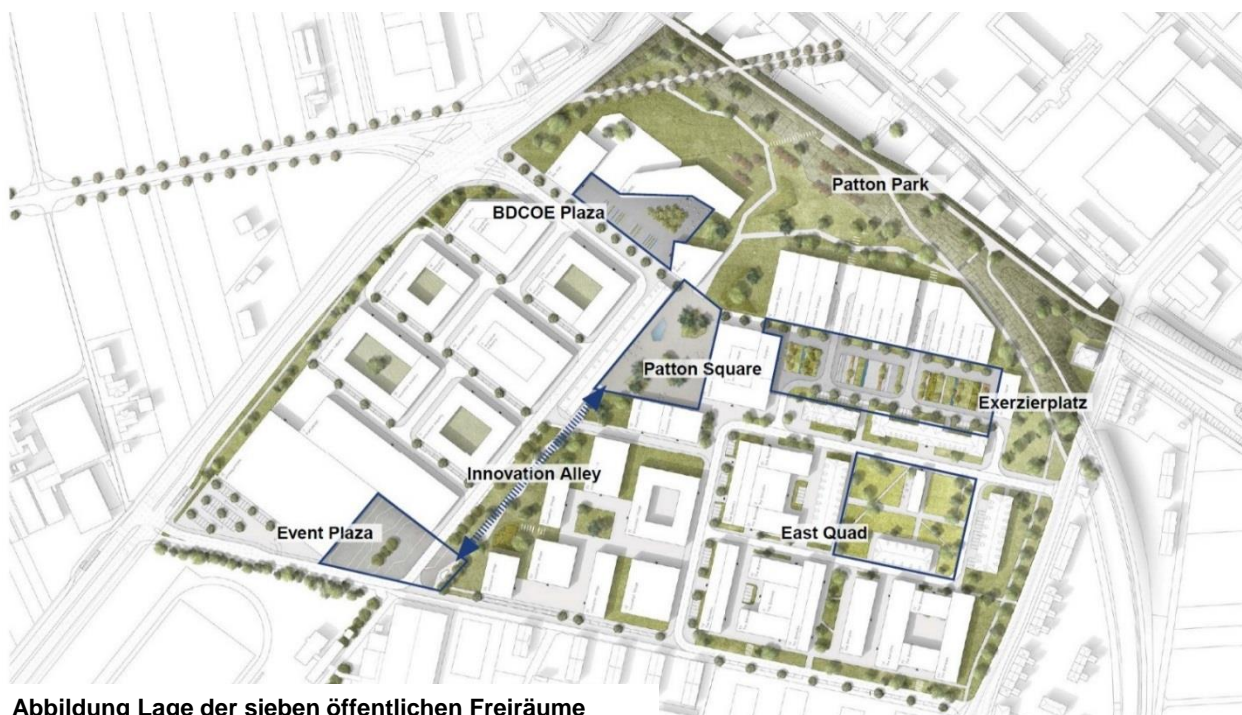 Patton Park
BDCOE Plaza
Patton Square
Exerzierplatz
Innovation Alley
Event Plaza
East Quad
Abbildung Lage der sieben öffentlichen Freiräume